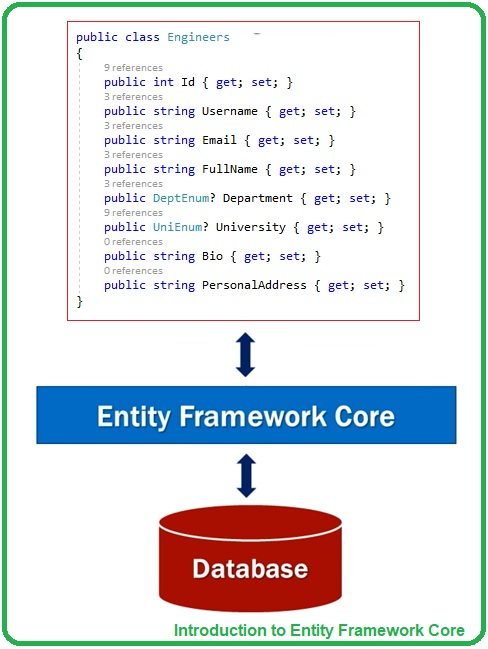 public class Engineers
{
9 references
public int Id { get; set; }
3 references
public string Username { get; set; }
3 references
public string Email { get; set; }
3 references
public string FullName { get; set; }
3 references
public DeptEnum? Department { get; set; }
9 references
public UniEnum? University { get; set; }
0 references
public string Bio { get; set; }
0 references
public string PersonalAddress { get; set; }
}
Entity Framework Core
Database
Introduction to Entity Framework Core